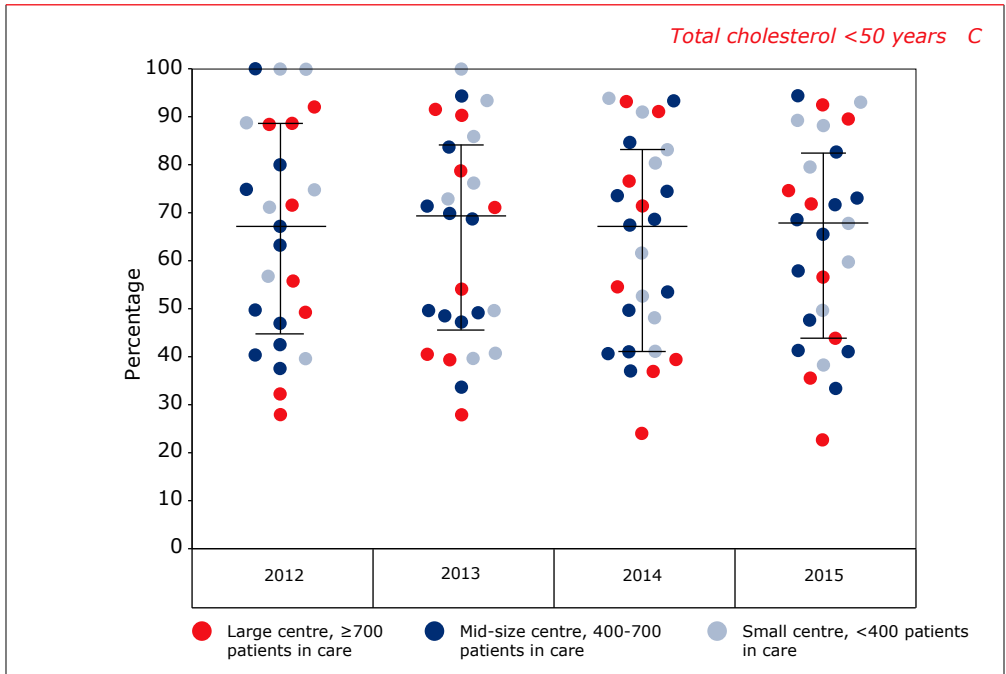 Total cholesterol <50 years C
100
90
80
70
60
50
40
30
20
10
0
Percentage
2012 2013 2014 2015
Large centre, ≥700 patients in care
Mid-size centre, 400-700 patients in care
Small centre, <400 patients in care